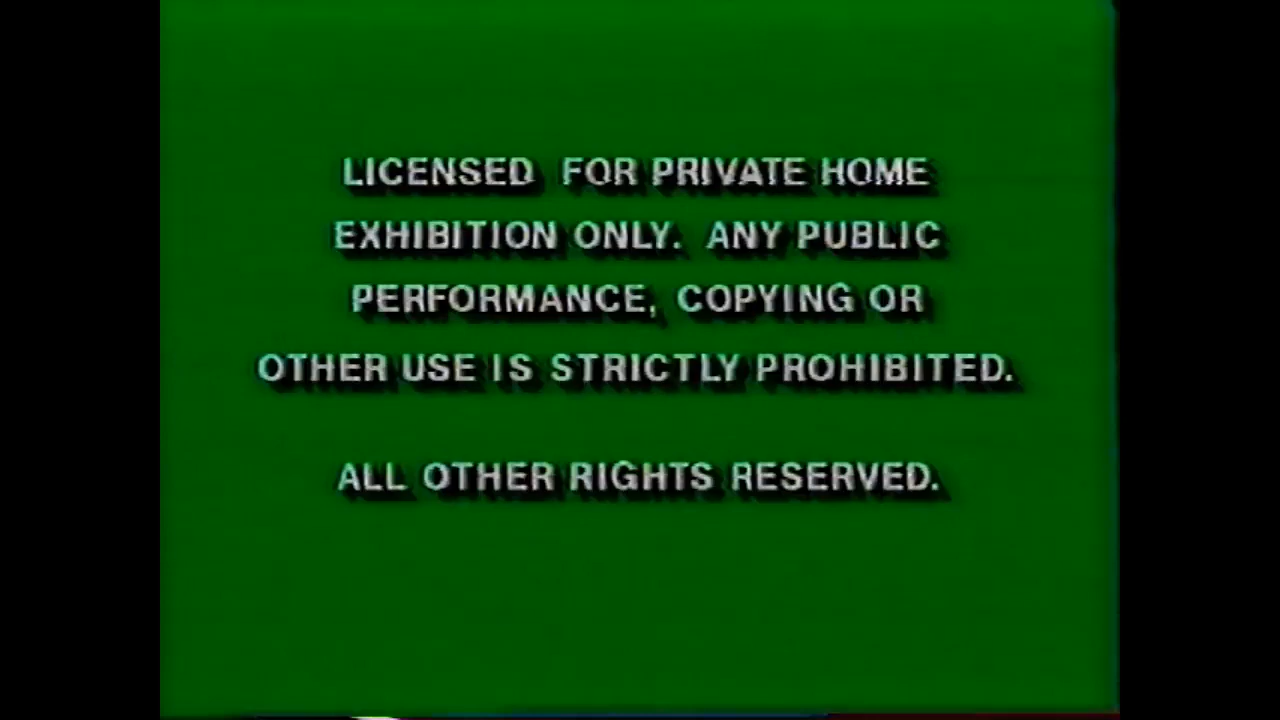 LICENSED FOR PRIVATE HOME
EXHIBITION ONLY. ANY PUBLIC
PERFORMANCE, COPYING OR
OTHER USE IS STRICTLY PROHIBITED.
ALL OTHER RIGHTS RESERVED.